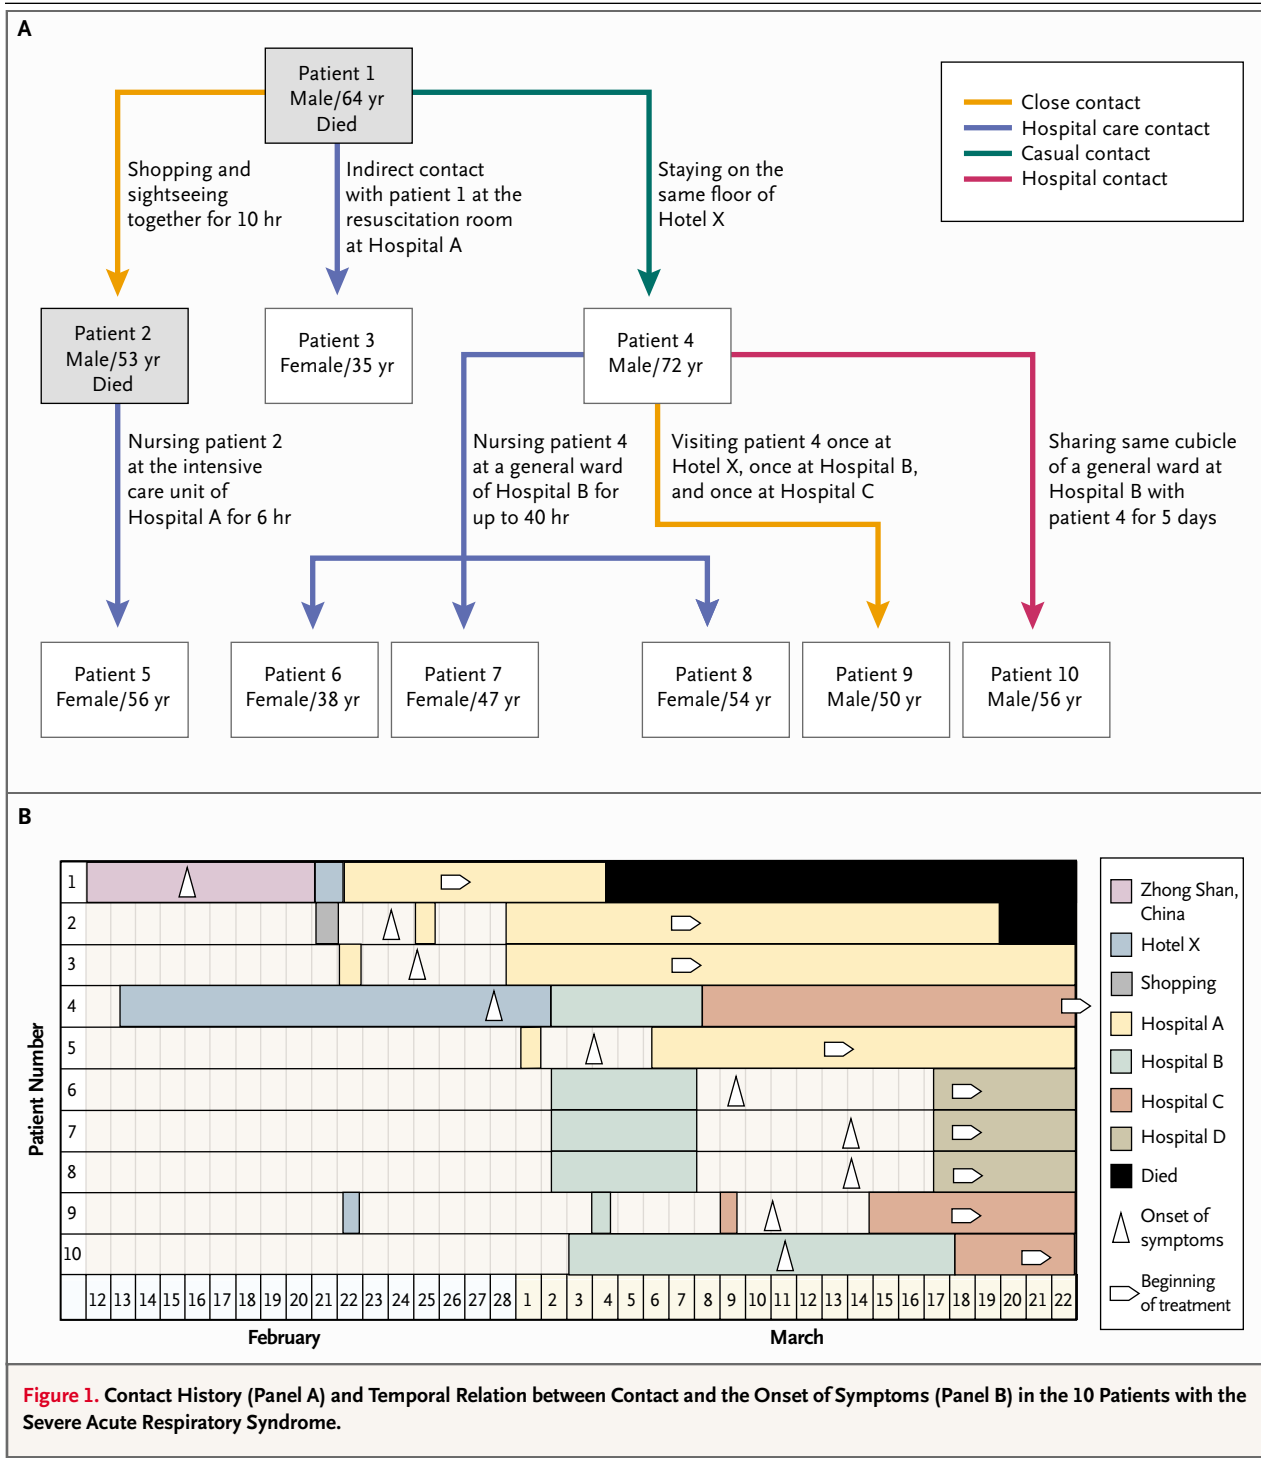 A
Patient 1
Male/64 yr
Died
Close contact
Hospital care contact
Casual contact
Hospital contact
Shopping and
sightseeing
together for 10 hr
Indirect contact
with patient 1 at the
resuscitation room
at Hospital A
Staying on the
same floor of
Hotel X
Patient 2
Male/53 yr
Died
Patient 3
Female/35 yr
Patient 4
Male/72 yr
Nursing patient 2
at the intensive
care unit of
Hospital A for 6 hr
Nursing patient 4
at a general ward
of Hospital B for
up to 40 hr
Visiting patient 4 once at
Hotel X, once at Hospital B,
and once at Hospital C
Sharing same cubicle
of a general ward at
Hospital B with
patient 4 for 5 days
Patient 5
Female/56 yr
Patient 6
Female/38 yr
Patient 7
Female/47 yr
Patient 8
Female/54 yr
Patient 9
Male/50 yr
Patient 10
Male/56 yr
B
Patient Number
1
2
3
4
5
6
7
8
9
10
12 13 14 15 16 17 18 19 20 21 22 23 24 25 26 27 28 1 2 3 4 5 6 7 8 9 10 11 12 13 14 15 16 17 18 19 20 21 22
February March
Zhong Shan,
China
Hotel X
Shopping
Hospital A
Hospital B
Hospital C
Hospital D
Died
Onset of
symptoms
Beginning
of treatment
Figure 1. Contact History (Panel A) and Temporal Relation between Contact and the Onset of Symptoms (Panel B) in the 10 Patients with the
Severe Acute Respiratory Syndrome.